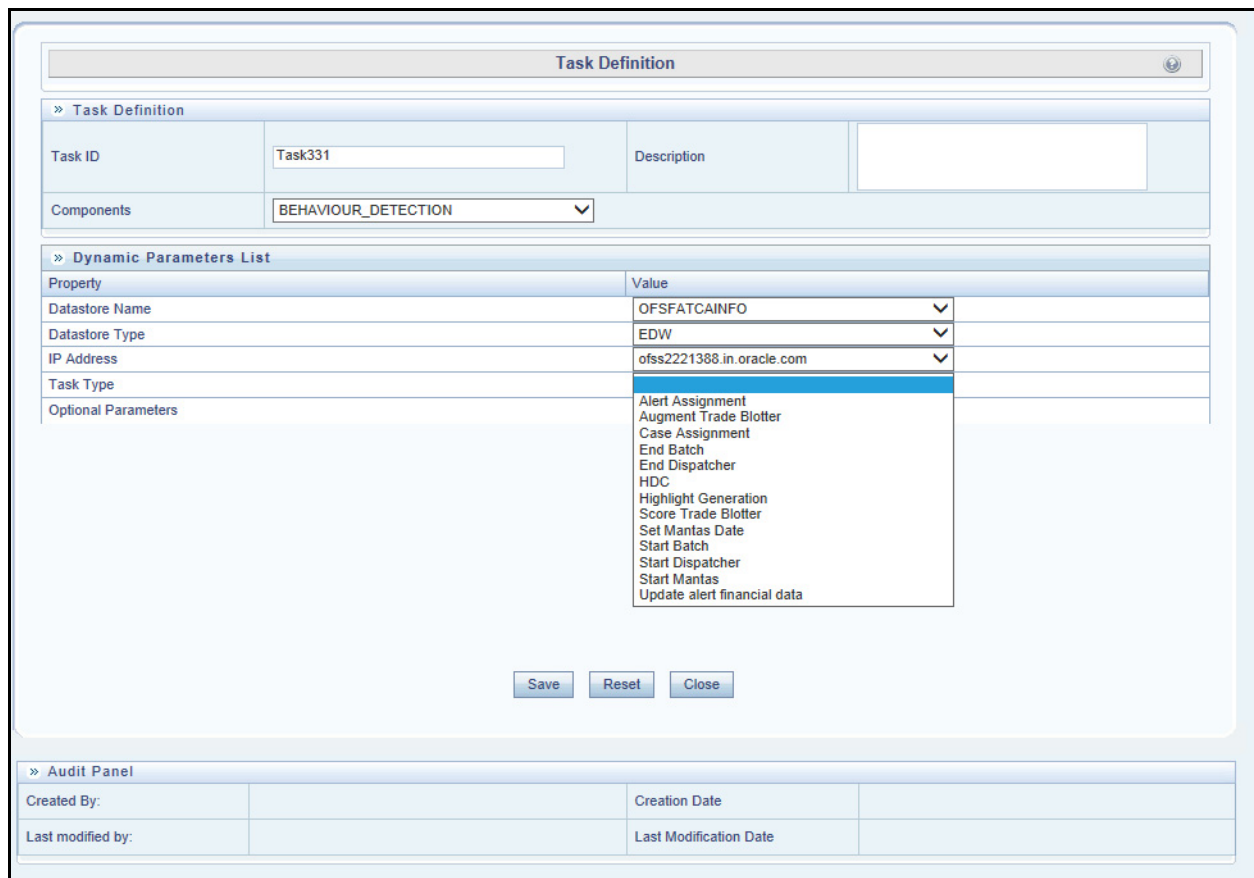 Task Definition
» Task Definition
Task ID
Task331
Description
Components
BEHAVIOUR_DETECTION
» Dynamic Parameters List
Property
Value
Datastore Name
OFSFATCAINFO
Datastore Type
EDW
IP Address
ofss2221388.in.oracle.com
Task Type
Optional Parameters
Alert Assignment
Augment Trade Blotter
Case Assignment
End Batch
End Dispatcher
HDC
Highlight Generation
Score Trade Blotter
Set Mantas Date
Start Batch
Start Dispatcher
Start Mantas
Update alert financial data
Save
Reset
Close
» Audit Panel
Created By:
Creation Date
Last modified by:
Last Modification Date